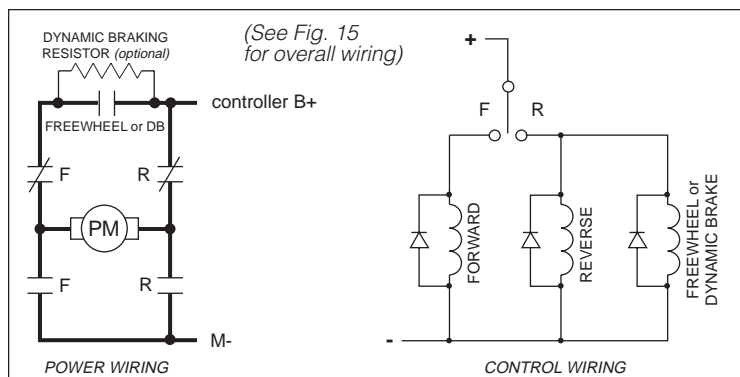 DYNAMIC BRAKING
RESISTOR (optional)
(See Fig. 15
for overall wiring)
controller B+
FREEWHEEL or DB
F
R
PM
F
R
M-
POWER WIRING
+
F
R
FORWARD
REVERSE
FREEWHEEL or
DYNAMIC BRAKE
-
CONTROL WIRING